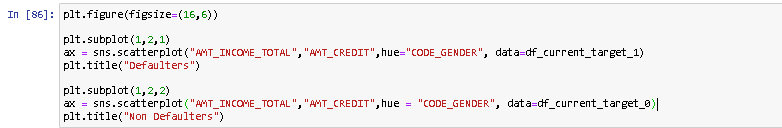 In [86]: plt.figure(figsize=(16,6))
plt.subplot(1,2,1)
ax = sns.scatterplot("AMT_INCOME_TOTAL","AMT_CREDIT",hue="CODE_GENDER", data=df_current_target_1)
plt.title("Defaulters")
plt.subplot(1,2,2)
ax = sns.scatterplot("AMT_INCOME_TOTAL","AMT_CREDIT",hue = "CODE_GENDER", data=df_current_target_0)
plt.title("Non Defaulters")